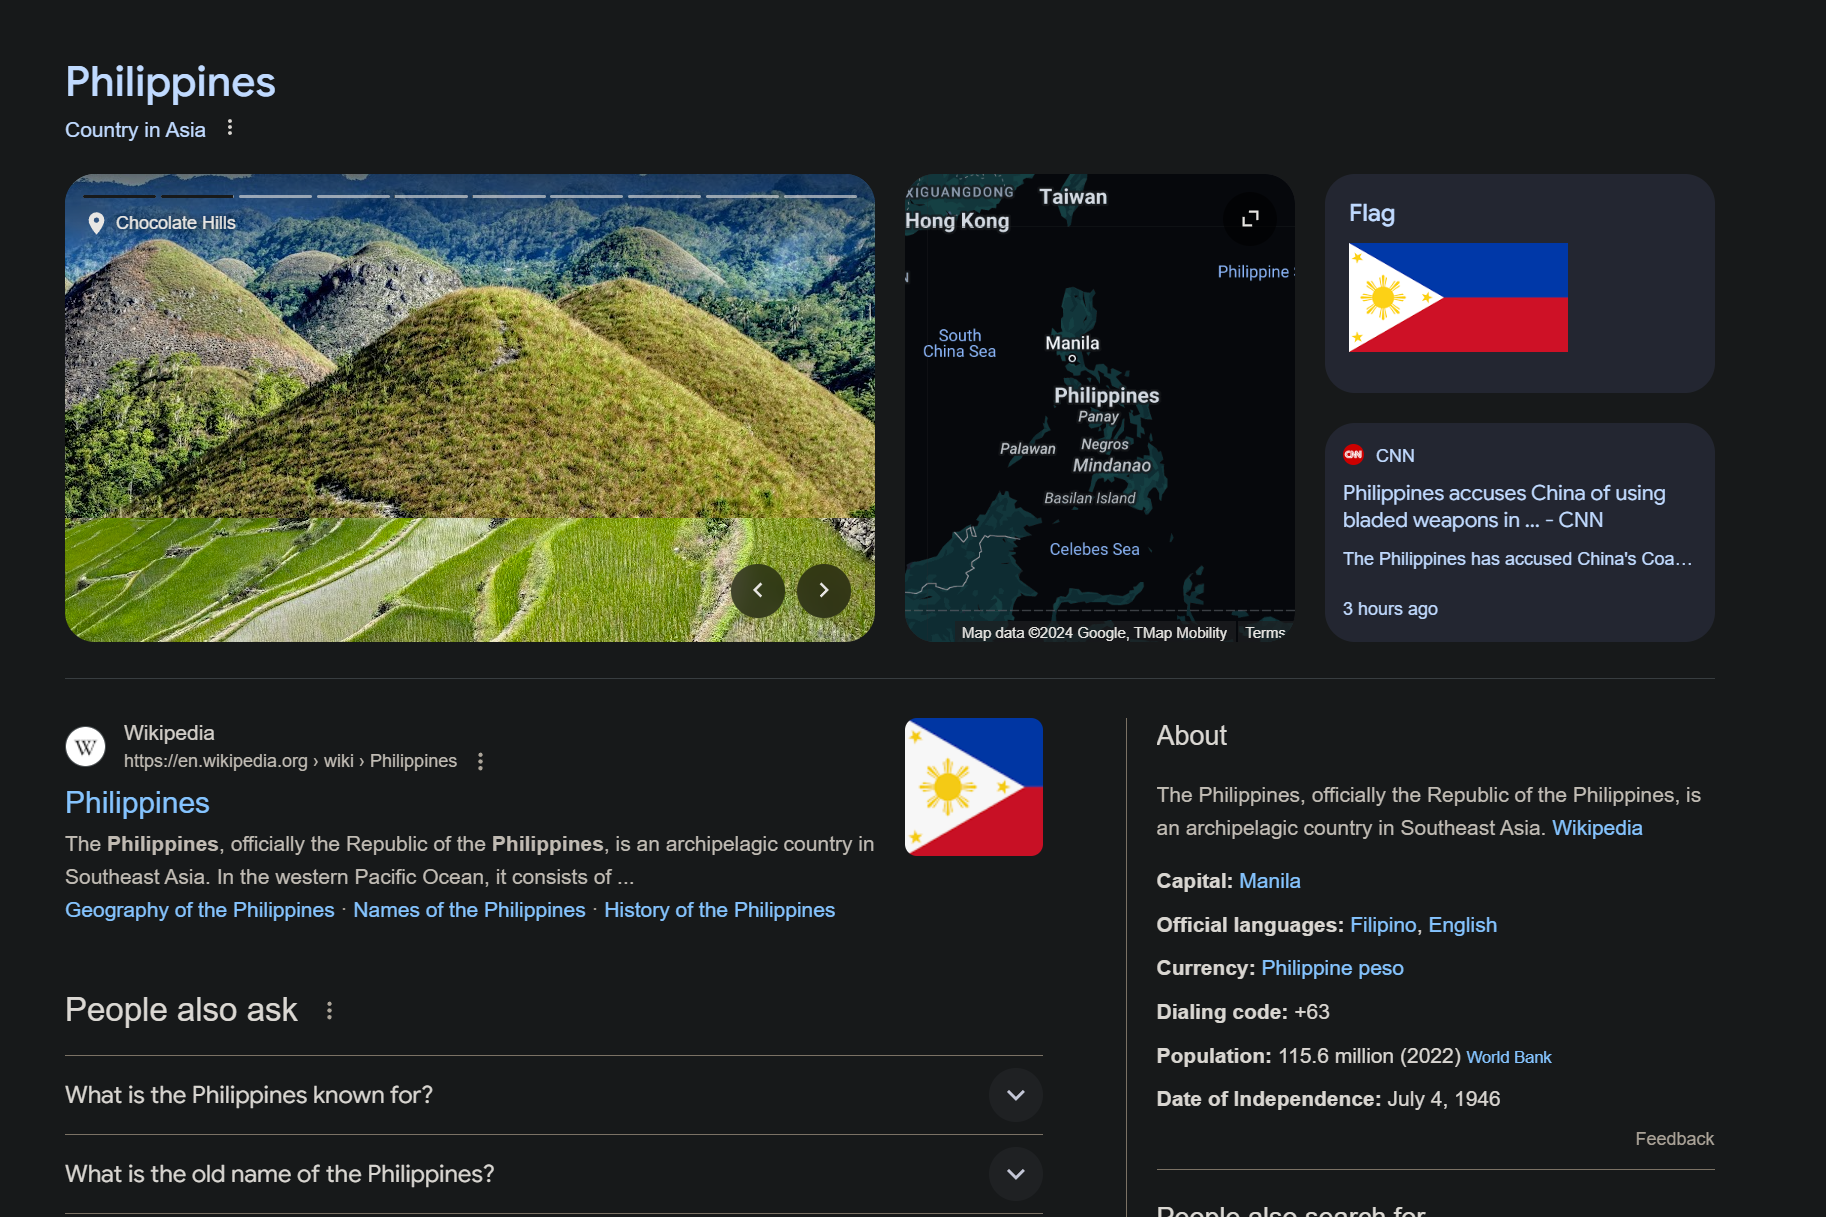 Philippines
Country in Asia
Chocolate Hills
XIGUANGDONG
Taiwan
Hong Kong
Philippine
South
China Sea
Manila
Philippines
Panay
Palawan
Negros
Mindanao
Basilan Island
Celebes Sea
Map data ©2024 Google, TMap Mobility
Terms
Flag
CNN
CNN
Philippines accuses China of using
bladed weapons in ... - CNN
The Philippines has accused China's Coa...
3 hours ago
W
Wikipedia
https://en.wikipedia.org › wiki › Philippines
Philippines
The Philippines, officially the Republic of the Philippines, is an archipelagic country in
Southeast Asia. In the western Pacific Ocean, it consists of ...
Geography of the Philippines · Names of the Philippines · History of the Philippines
People also ask
What is the Philippines known for?
What is the old name of the Philippines?
About
The Philippines, officially the Republic of the Philippines, is
an archipelagic country in Southeast Asia. Wikipedia
Capital: Manila
Official languages: Filipino, English
Currency: Philippine peso
Dialing code: +63
Population: 115.6 million (2022) World Bank
Date of Independence: July 4, 1946
Feedback
People also search for